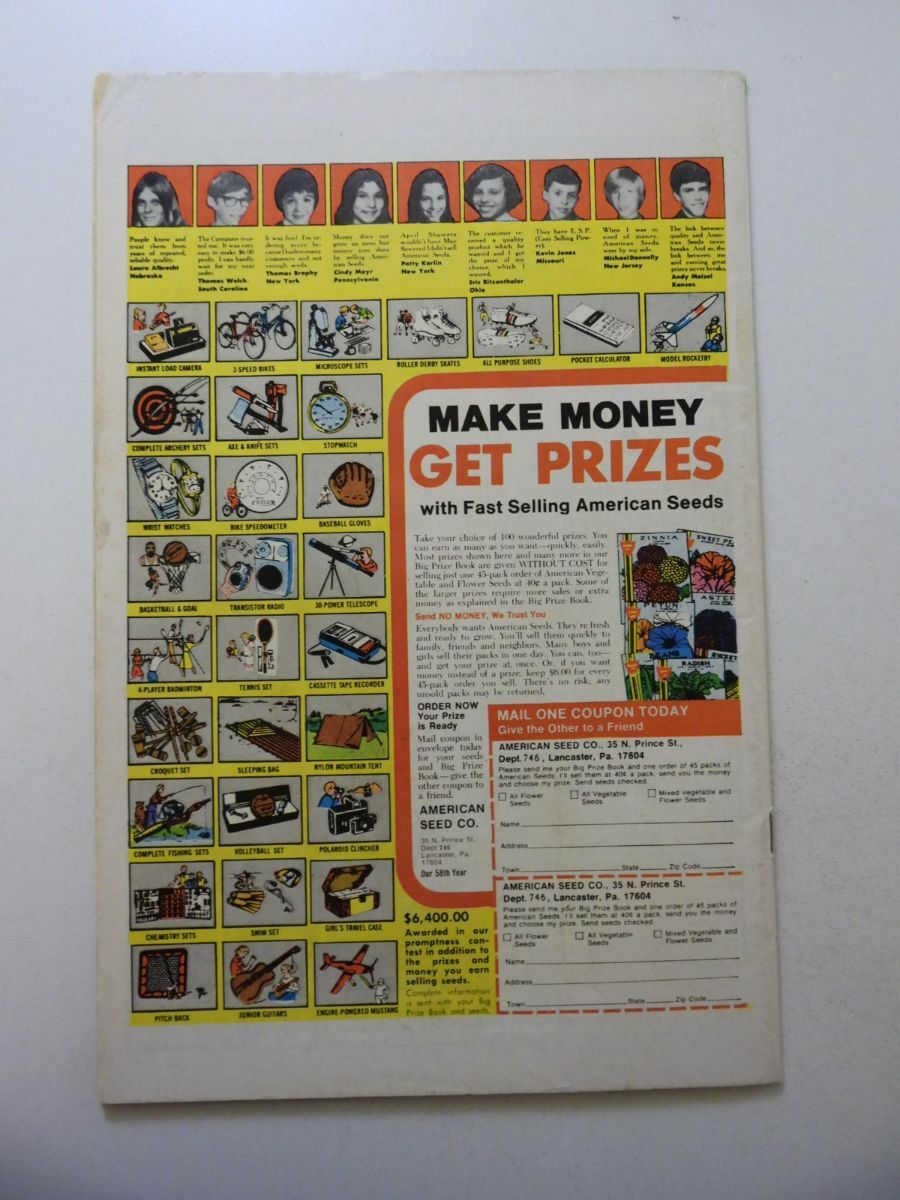 People know and
trust them from
years of repeated,
reliable quality.
Laura Albrecht
Nebraska
The Company trus-
ted me. It was very
easy to make $6.00
profit. I can hardly
wait for my next
order.
Thomas Welch
South Carolina
It was fun! I'm or-
dering more be-
cause I had too many
customers and not
enough seeds.
Thomas Brophy
New York
Money does not
grow on trees but
money sure does
by selling Amer-
ican Seeds.
Cindy Mayr
Pennsylvania
April Showers
wouldn't have May
flowers if I didn't sell
American Seeds.
Patty Karlin
New York
The customer re-
ceived a quality
product which he
wanted and I got
the prize of my
choice, which I
wanted.
Eric Ritzenthaler
Ohio
They have E.S.P.
(Easy Selling Pow-
er)
Kevin Jones
Missouri
When I was in
need of money,
American Seeds
were by my side.
Michael Donnelly
New Jersey
The link between
quality and Amer-
ican Seeds never
breaks. And so, the
link between me
and earning great
prizes never breaks.
Andy Maizel
Kansas
INSTANT LOAD CAMERA
3-SPEED BIKES
MICROSCOPE SETS
ROLLER DERBY SKATES
ALL PURPOSE SHOES
POCKET CALCULATOR
MODEL ROCKETRY
COMPLETE ARCHERY SETS
AXE & KNIFE SETS
STOPWATCH
WRIST WATCHES
BIKE SPEEDOMETER
BASEBALL GLOVES
BASKETBALL & GOAL
TRANSISTOR RADIO
30-POWER TELESCOPE
4-PLAYER BADMINTON
TENNIS SET
CASSETTE TAPE RECORDER
CROQUET SET
SLEEPING BAG
NYLON MOUNTAIN TENT
COMPLETE FISHING SETS
VOLLEYBALL SET
POLAROID CLINCHER
CHEMISTRY SETS
SWIM SET
GIRL'S TRAVEL CASE
PITCH BACK
JUNIOR GUITARS
ENGINE-POWERED MUSTANG
MAKE MONEY
GET PRIZES
with Fast Selling American Seeds
Take your choice of 100 wonderful prizes. You
can earn as many as you want—quickly, easily.
Most prizes shown here and many more in our
Big Prize Book are given WITHOUT COST for
selling just one 45-pack order of American Vege-
table and Flower Seeds at 40¢ a pack. Some of
the larger prizes require more sales or extra
money as explained in the Big Prize Book.
Send NO MONEY, We Trust You
Everybody wants American Seeds. They're fresh
and ready to grow. You'll sell them quickly to
family, friends and neighbors. Many boys and
girls sell their packs in one day. You can, too—
and get your prize at once. Or, if you want
money instead of a prize, keep $6.00 for every
45-pack order you sell. There's no risk; any
unsold packs may be returned.
ZINNIA
SWEET PE
ASTER
PETUN
BEANS
RADISH
ORDER NOW
Your Prize
is Ready
Mail coupon in
envelope today
for your seeds
and Big Prize
Book—give the
other coupon to
a friend.
AMERICAN
SEED CO.
35 N. Prince St.,
Dept 746
Lancaster, Pa.
17604
Our 58th Year
MAIL ONE COUPON TODAY
Give the Other to a Friend
AMERICAN SEED CO., 35 N. Prince St.,
Dept. 746, Lancaster, Pa. 17604
Please send me your Big Prize Book and one order of 45 packs of
American Seeds. I'll sell them at 40¢ a pack, send you the money
and choose my prize. Send seeds checked.
All Flower Seeds
All Vegetable Seeds
Mixed Vegetable and Flower Seeds
Name
Address
Town State Zip Code
AMERICAN SEED CO., 35 N. Prince St.
Dept. 746, Lancaster, Pa. 17604
Please send me your Big Prize Book and one order of 45 packs of
American Seeds. I'll sell them at 40¢ a pack, send you the money
and choose my prize. Send seeds checked.
All Flower Seeds
All Vegetable Seeds
Mixed Vegetable and Flower Seeds
Name
Address
Town State Zip Code
$6,400.00
Awarded in our
promptness con-
test in addition to
the prizes and
money you earn
selling seeds.
Complete information
is sent with your Big
Prize Book and seeds.